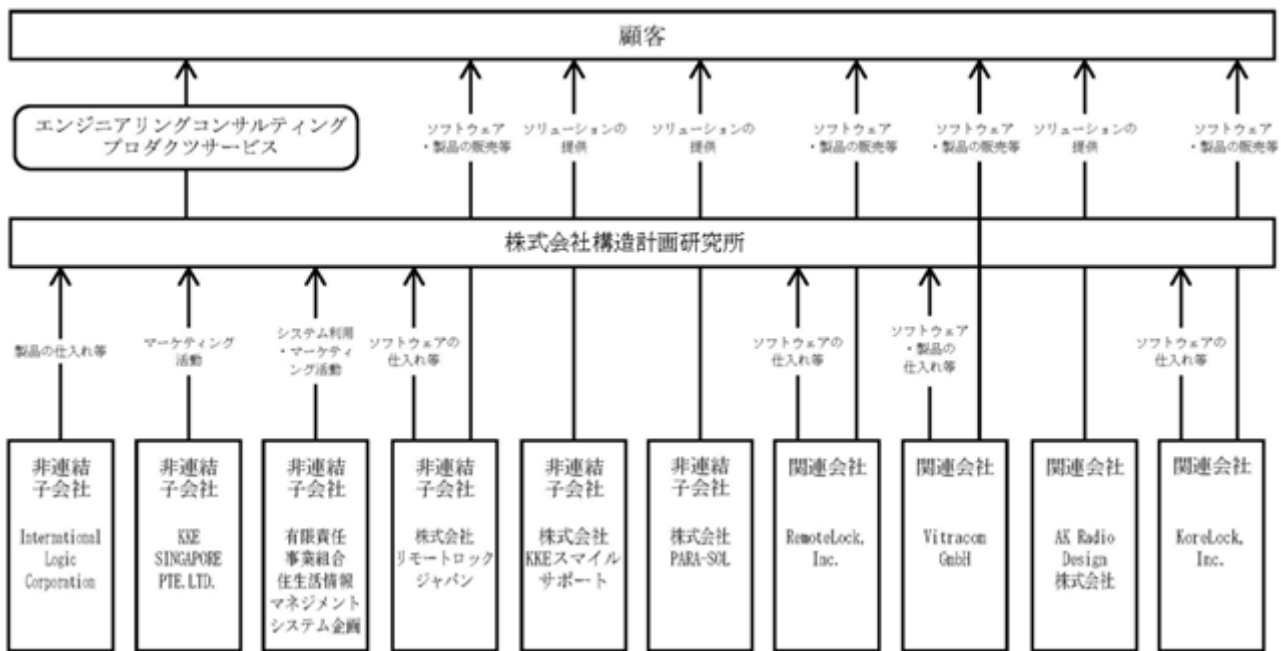 顧客
エンジニアリングコンサルティング
プロダクツサービス
ソフトウェア
・製品の販売等
ソリューションの
提供
ソリューションの
提供
ソフトウェア
・製品の販売等
ソフトウェア
・製品の販売等
ソリューションの
提供
ソフトウェア
・製品の販売等
株式会社構造計画研究所
製品の仕入れ等
マーケティング
活動
システム利用
・マーケティ
ング活動
ソフトウェアの
仕入れ等
ソフトウェアの
仕入れ等
ソフトウェア
・製品の
仕入れ等
ソフトウェアの
仕入れ等
非連結
子会社
International
Logic
Corporation
非連結
子会社
KKE
SINGAPORE
PTE.LTD.
非連結
子会社
有限責任
事業組合
住生活情報
マネジメント
システム企画
非連結
子会社
株式会社
リモートロック
ジャパン
非連結
子会社
株式会社
KKEスマイル
サポート
非連結
子会社
株式会社
PARA-SOL
関連会社
RemoteLock,
Inc.
関連会社
Vitracom
GmbH
関連会社
AK Radio
Design
株式会社
関連会社
KoreLock,
Inc.